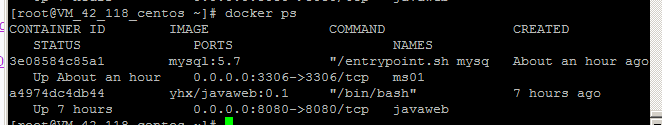 [root@VM_42_118_centos ~]# docker ps
CONTAINER ID        IMAGE               COMMAND                CREATED
   STATUS              PORTS                    NAMES
3e08584c85a1        mysql:5.7           "/entrypoint.sh mysq   About an hour ago
   Up About an hour    0.0.0.0:3306->3306/tcp   ms01
a4974dc4db44        yhx/javaweb:0.1     "/bin/bash"            7 hours ago
   Up 7 hours          0.0.0.0:8080->8080/tcp   javaweb
[root@VM_42_118_centos ~]#